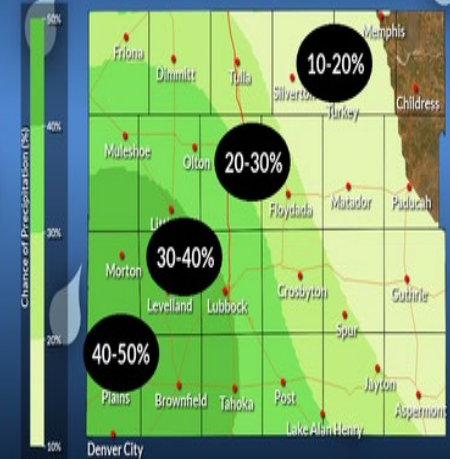 Chance of Precipitation (%)
50%
40%
30%
20%
10%
Memphis
Friona
Dimmitt
Tulia
10-20%
Silverton
Turkey
Childress
Muleshoe
Olton
20-30%
Floydada
Matador
Paducah
Litt
30-40%
Morton
Levelland
Lubbock
Crosbyton
Guthrie
Spur
40-50%
Plains
Brownfield
Tahoka
Post
Jayton
Aspermont
Lake Alan Henry
Denver City